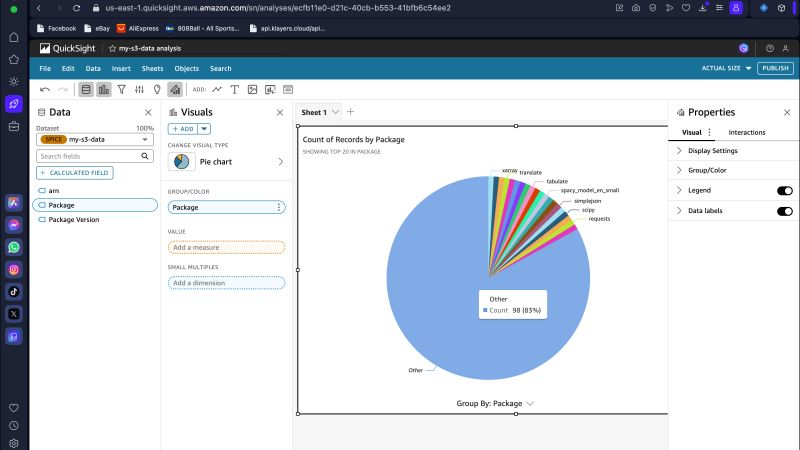 us-east-1.quicksight.aws.amazon.com/sn/analyses/ecfb11e0-d21c-40cb-b553-41bfb6c54ee2
Facebook
eBay
AliExpress
808Ball - All Sports...
api.klayers.cloud/api...
QuickSight
my-s3-data analysis
File
Edit
Data
Insert
Sheets
Objects
Search
ACTUAL SIZE
PUBLISH
ADD:
Data
Dataset
100%
SPICE
my-s3-data
Search fields
+ CALCULATED FIELD
arn
Package
Package Version
Visuals
+ ADD
CHANGE VISUAL TYPE
Pie chart
GROUP/COLOR
Package
VALUE
Add a measure
SMALL MULTIPLES
Add a dimension
Sheet 1
Count of Records by Package
SHOWING TOP 20 IN PACKAGE
xarray
translate
tabulate
spacy_model_en_small
simplejson
scipy
requests
Other
Count 98 (83%)
Other
Group By: Package
Properties
Visual
Interactions
Display Settings
Group/Color
Legend
Data labels